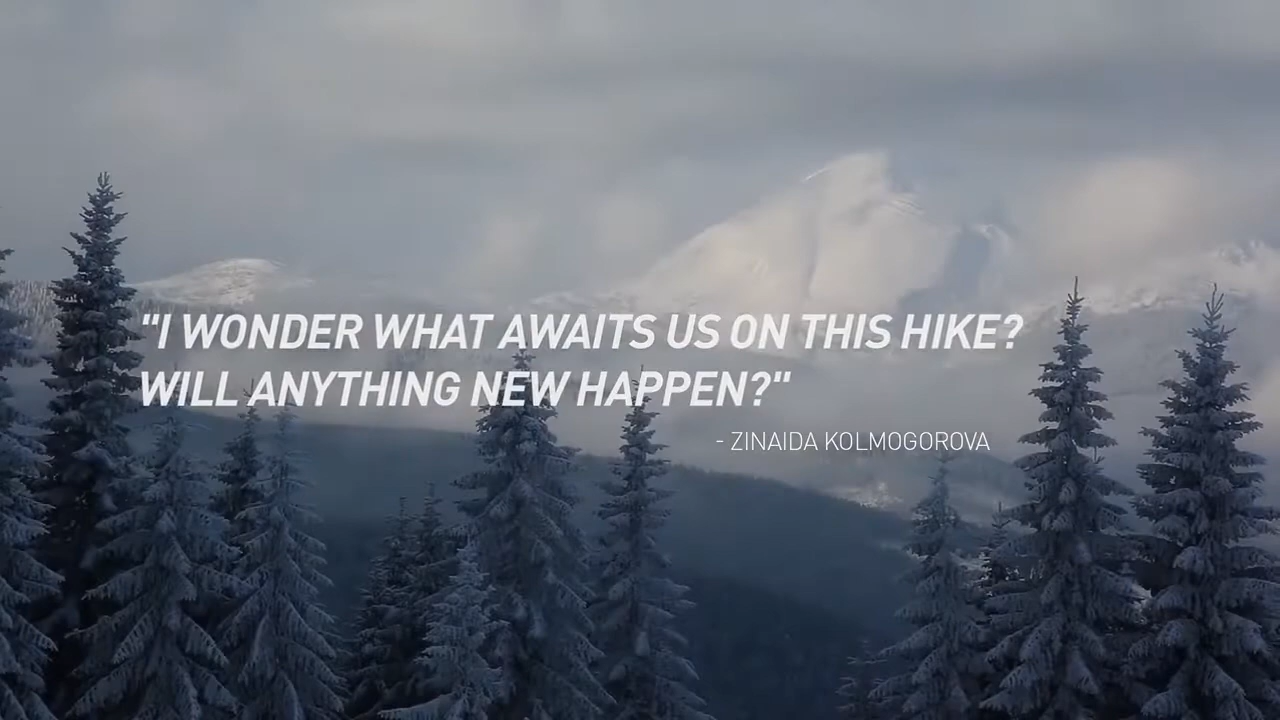 "I WONDER WHAT AWAITS US ON THIS HIKE?
WILL ANYTHING NEW HAPPEN?"
- ZINAIDA KOLMOGOROVA